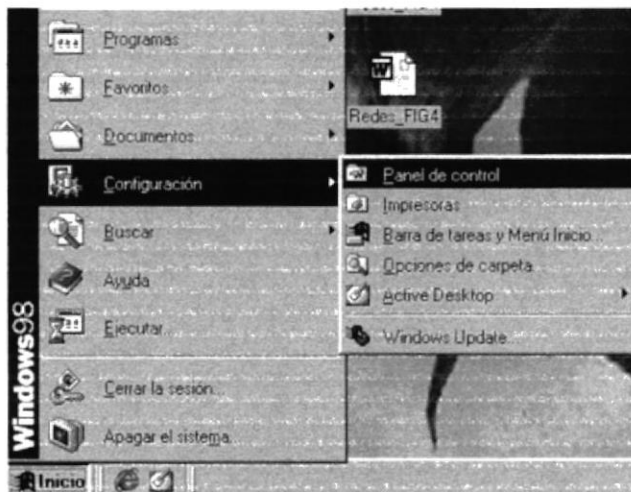 Programas
Favoritos
Redes_FIG4
Documentos
Configuración
Panel de control
Impresoras
Buscar
Barra de tareas y Menú Inicio...
Opciones de carpeta
Ayuda
Active Desktop
Ejecutar...
Windows Update...
Cerrar la sesión...
Apagar el sistema...
Windows98
Inicio